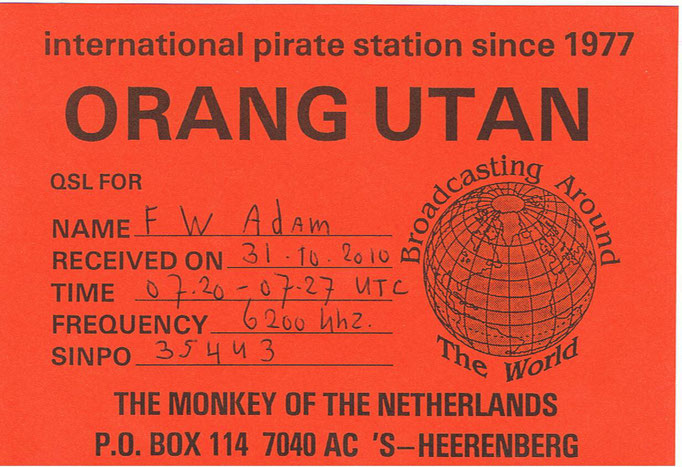 international pirate station since 1977
ORANG UTAN
QSL FOR
NAME F W Adam
RECEIVED ON 31.10.2010
TIME 07.20-07.27 UTC
FREQUENCY 6200 khz.
SINPO 35443
Broadcasting Around
The World
THE MONKEY OF THE NETHERLANDS
P.O. BOX 114 7040 AC 'S-HEERENBERG